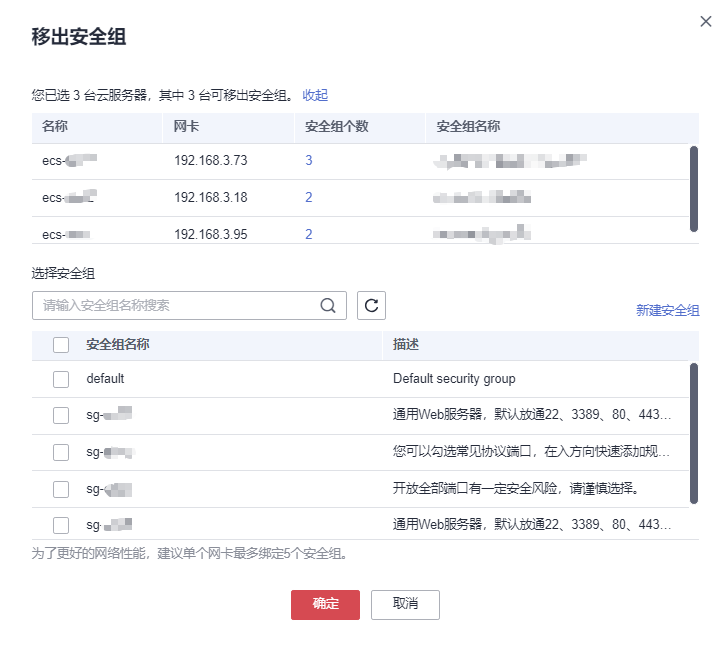 移出安全组
您已选 3 台云服务器，其中 3 台可移出安全组。 收起
名称 网卡 安全组个数 安全组名称
ecs- 192.168.3.73 3
ecs- 192.168.3.18 2
ecs- 192.168.3.95 2
选择安全组
请输入安全组名称搜索
新建安全组
安全组名称 描述
default Default security group
sg- 通用Web服务器，默认放通22、3389、80、443...
sg- 您可以勾选常见协议端口，在入方向快速添加规...
sg- 开放全部端口有一定安全风险，请谨慎选择。
sg- 通用Web服务器，默认放通22、3389、80、443...
为了更好的网络性能，建议单个网卡最多绑定5个安全组。
确定 取消